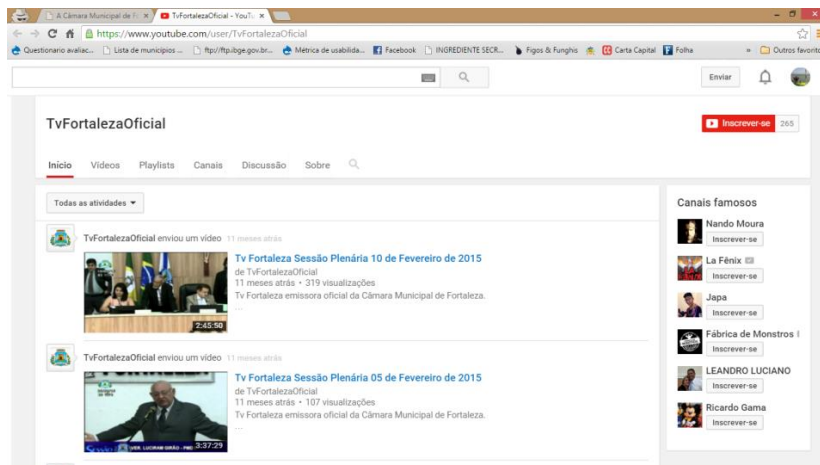 A Câmara Municipal de Fo
TvFortalezaOficial - YouTu
https://www.youtube.com/user/TvFortalezaOficial
Questionario avaliac...
Lista de municipios ...
ftp://ftp.ibge.gov.br...
Métrica de usabilida...
Facebook
INGREDIENTE SECR...
Figos & Funghis
Carta Capital
Folha
»
Outros favorito
Enviar
TvFortalezaOficial
Inscrever-se 265
Início
Vídeos
Playlists
Canais
Discussão
Sobre
Todas as atividades
TvFortalezaOficial enviou um vídeo 11 meses atrás
2:45:50
Tv Fortaleza Sessão Plenária 10 de Fevereiro de 2015
de TvFortalezaOficial
11 meses atrás • 319 visualizações
Tv Fortaleza emissora oficial da Câmara Municipal de Fortaleza.
...
TvFortalezaOficial enviou um vídeo 11 meses atrás
VER. LUCIRAM GIRÃO - PMD
3:37:29
Tv Fortaleza Sessão Plenária 05 de Fevereiro de 2015
de TvFortalezaOficial
11 meses atrás • 107 visualizações
Tv Fortaleza emissora oficial da Câmara Municipal de Fortaleza.
...
Canais famosos
Nando Moura
Inscrever-se
La Fênix
Inscrever-se
Japa
Inscrever-se
Fábrica de Monstros
Inscrever-se
LEANDRO LUCIANO
Inscrever-se
Ricardo Gama
Inscrever-se